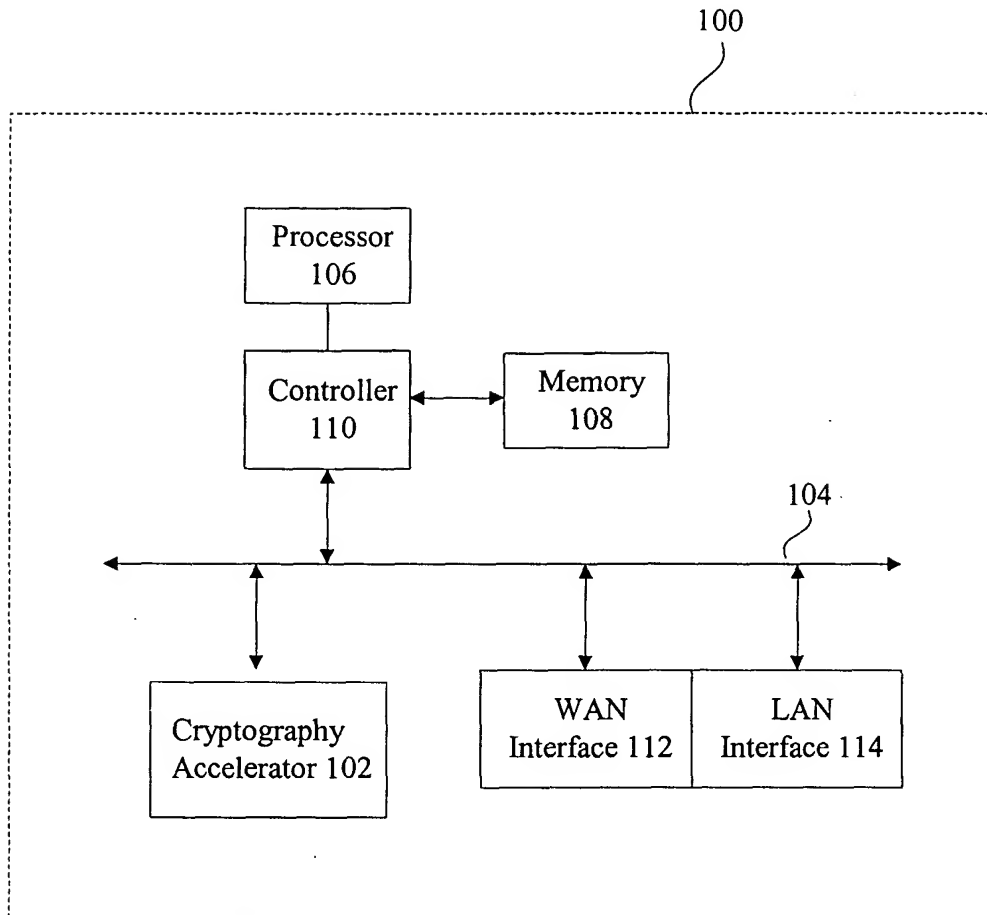 100
Processor
106
Controller
110
Memory
108
104
Cryptography
Accelerator 102
WAN
Interface 112
LAN
Interface 114